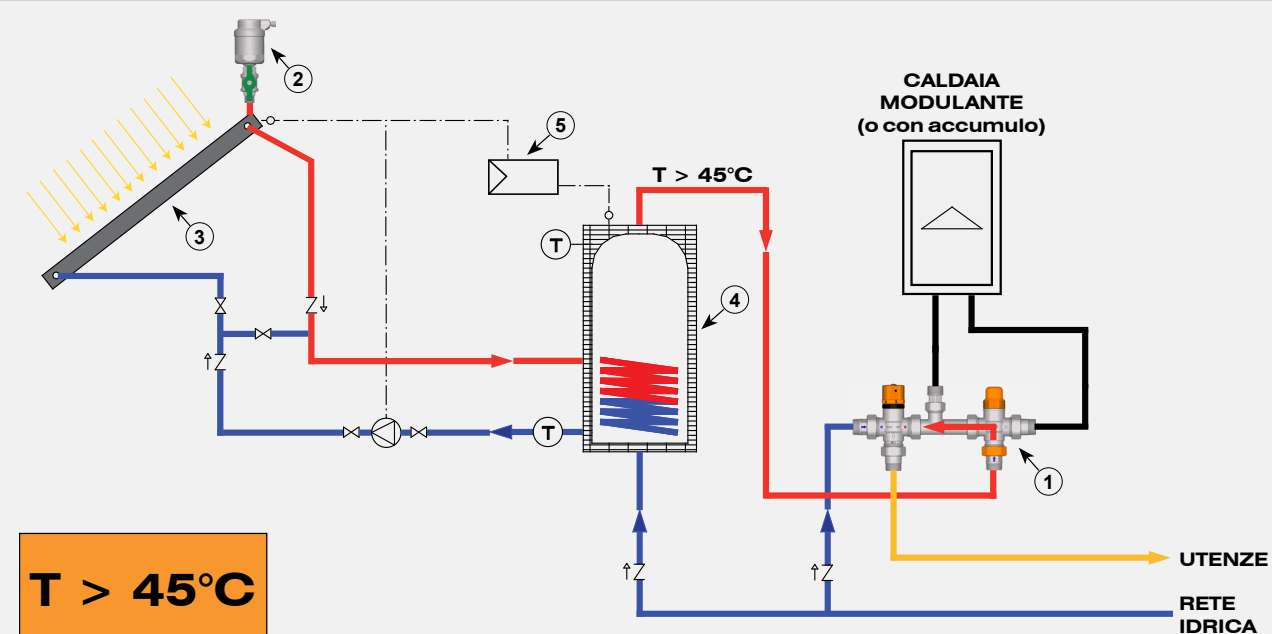 2
CALDAIA
MODULANTE
(o con accumulo)
5
T > 45°C
3
T
4
T
1
UTENZE
T > 45°C
RETE
IDRICA